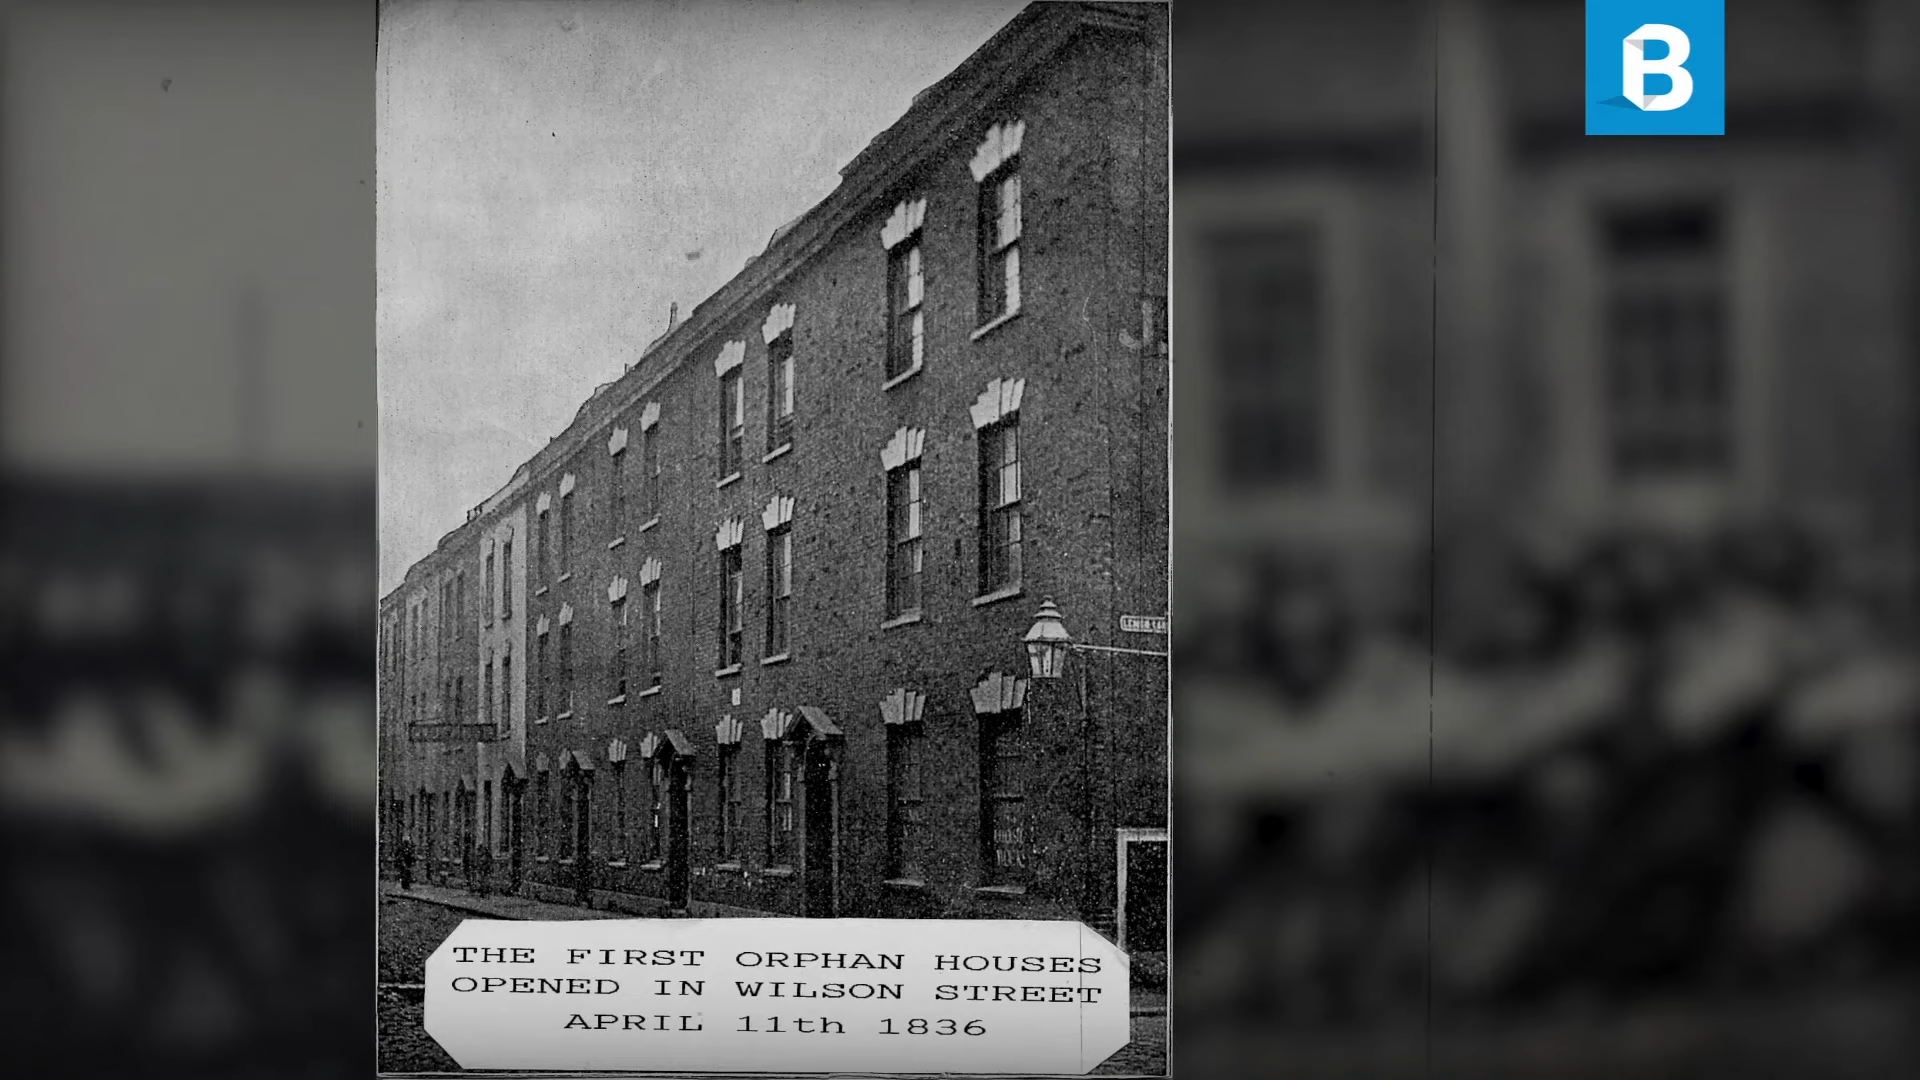 B
THE FIRST ORPHAN HOUSES
OPENED IN WILSON STREET
APRIL 11th 1836